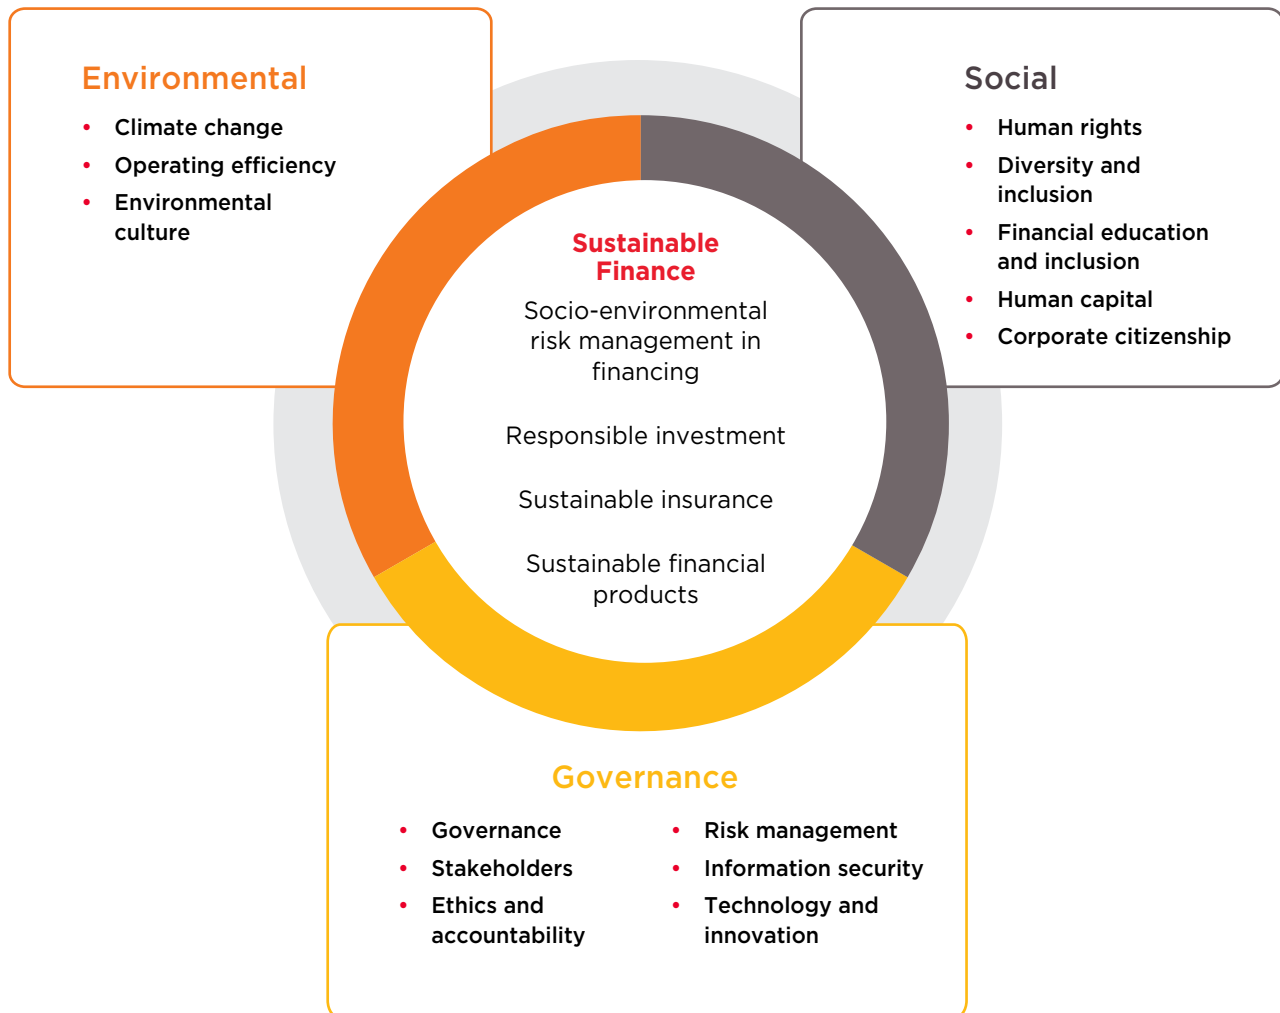 Environmental
• Climate change
• Operating efficiency
• Environmental
culture
Social
• Human rights
• Diversity and
inclusion
• Financial education
and inclusion
• Human capital
• Corporate citizenship
Sustainable
Finance
Socio-environmental
risk management in
financing
Responsible investment
Sustainable insurance
Sustainable financial
products
Governance
• Governance
• Stakeholders
• Ethics and
accountability
• Risk management
• Information security
• Technology and
innovation